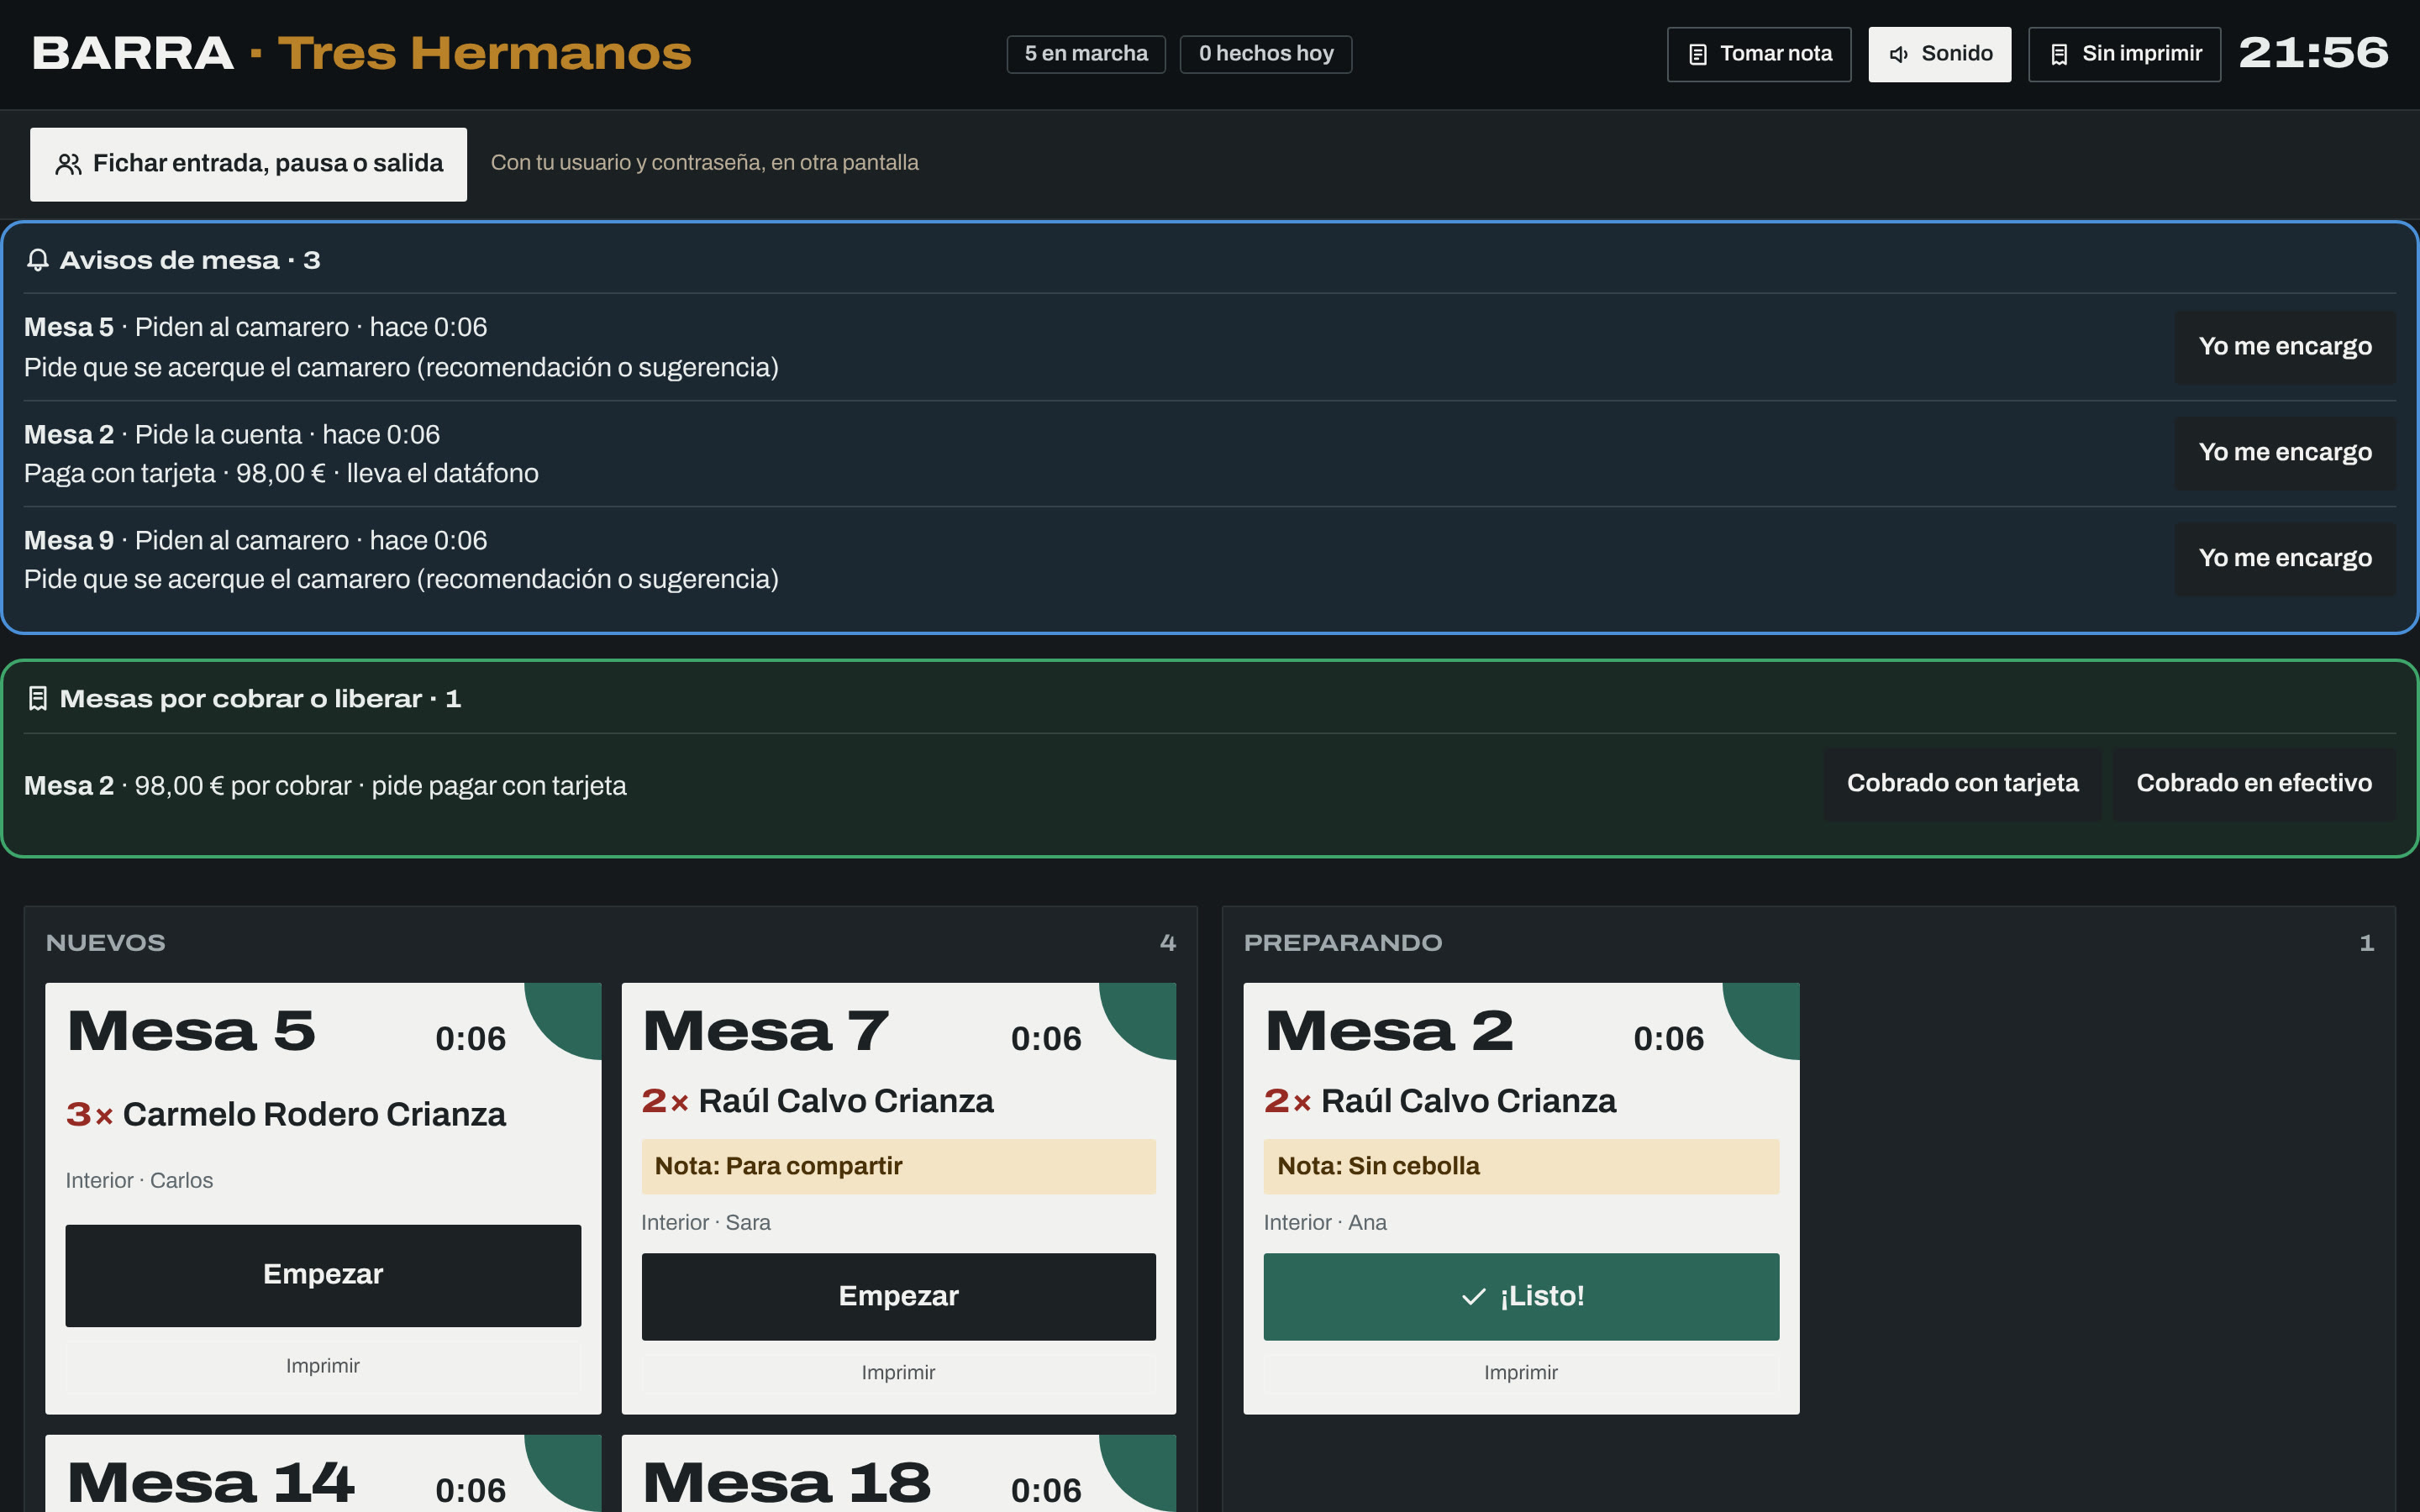 BARRA · Tres Hermanos
5 en marcha
0 hechos hoy
Tomar nota
Sonido
Sin imprimir
21:56
Fichar entrada, pausa o salida
Con tu usuario y contraseña, en otra pantalla
Avisos de mesa · 3
Mesa 5 · Piden al camarero · hace 0:06
Pide que se acerque el camarero (recomendación o sugerencia)
Yo me encargo
Mesa 2 · Pide la cuenta · hace 0:06
Paga con tarjeta · 98,00 € · lleva el datáfono
Yo me encargo
Mesa 9 · Piden al camarero · hace 0:06
Pide que se acerque el camarero (recomendación o sugerencia)
Yo me encargo
Mesas por cobrar o liberar · 1
Mesa 2 · 98,00 € por cobrar · pide pagar con tarjeta
Cobrado con tarjeta
Cobrado en efectivo
NUEVOS 4
Mesa 5 0:06
3× Carmelo Rodero Crianza
Interior · Carlos
Empezar
Imprimir
Mesa 7 0:06
2× Raúl Calvo Crianza
Nota: Para compartir
Interior · Sara
Empezar
Imprimir
Mesa 14 0:06
Mesa 18 0:06
PREPARANDO 1
Mesa 2 0:06
2× Raúl Calvo Crianza
Nota: Sin cebolla
Interior · Ana
¡Listo!
Imprimir